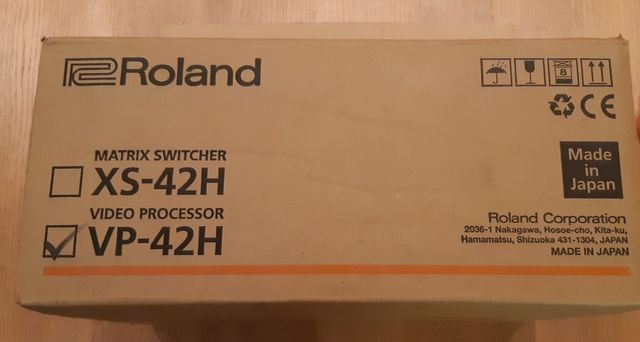 Roland
8
CE
MATRIX SWITCHER
XS-42H
VIDEO PROCESSOR
VP-42H
Made
in
Japan
Roland Corporation
2036-1 Nakagawa, Hosoe-cho, Kita-ku,
Hamamatsu, Shizuoka 431-1304, JAPAN
MADE IN JAPAN